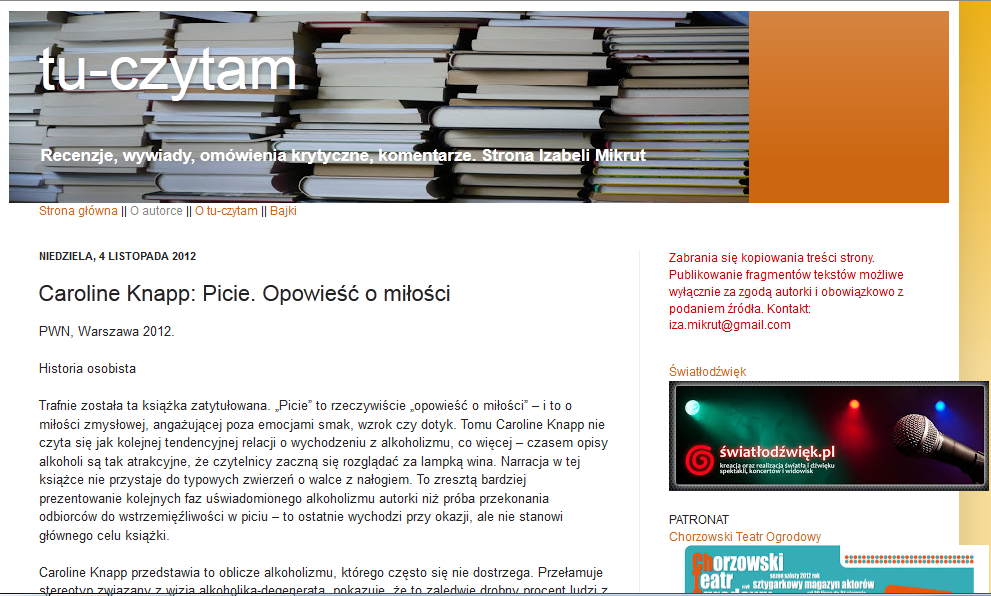 tu-czytam
Recenzje, wywiady, omówienia krytyczne, komentarze. Strona Izabeli Mikrut
Strona główna || O autorce || O tu-czytam || Bajki
NIEDZIELA, 4 LISTOPADA 2012
Caroline Knapp: Picie. Opowieść o miłości
PWN, Warszawa 2012.
Historia osobista
Trafnie została ta książka zatytułowana. „Picie” to rzeczywiście „opowieść o miłości” – i to o
miłości zmysłowej, angażującej poza emocjami smak, wzrok czy dotyk. Tomu Caroline Knapp nie
czyta się jak kolejnej tendencyjnej relacji o wychodzeniu z alkoholizmu, co więcej – czasem opisy
alkoholi są tak atrakcyjne, że czytelnicy zaczną się rozglądać za lampką wina. Narracja w tej
książce nie przystaje do typowych zwierzeń o walce z nałogiem. To zresztą bardziej
prezentowanie kolejnych faz uświadomionego alkoholizmu autorki niż próba przekonania
odbiorców do wstrzemięźliwości w piciu – to ostatnie wychodzi przy okazji, ale nie stanowi
głównego celu książki.
Caroline Knapp przedstawia to oblicze alkoholizmu, którego często się nie dostrzega. Przełamuje
stereotyp związany z wizją alkoholika-degenerata, pokazuje, że to zaledwie drobny procent ludzi z
Zabrania się kopiowania treści strony.
Publikowanie fragmentów tekstów możliwe
wyłącznie za zgodą autorki i obowiązkowo z
podaniem źródła. Kontakt:
iza.mikrut@gmail.com
Światłodźwięk
światłodźwięk.pl
kreacja oraz realizacja światła i dźwięku
spektakli, koncertów i widowisk
PATRONAT
Chorzowski Teatr Ogrodowy
Chorzowski
sezon letni 2012 rok
Teatr
sztygarkowy magazyn aktorów